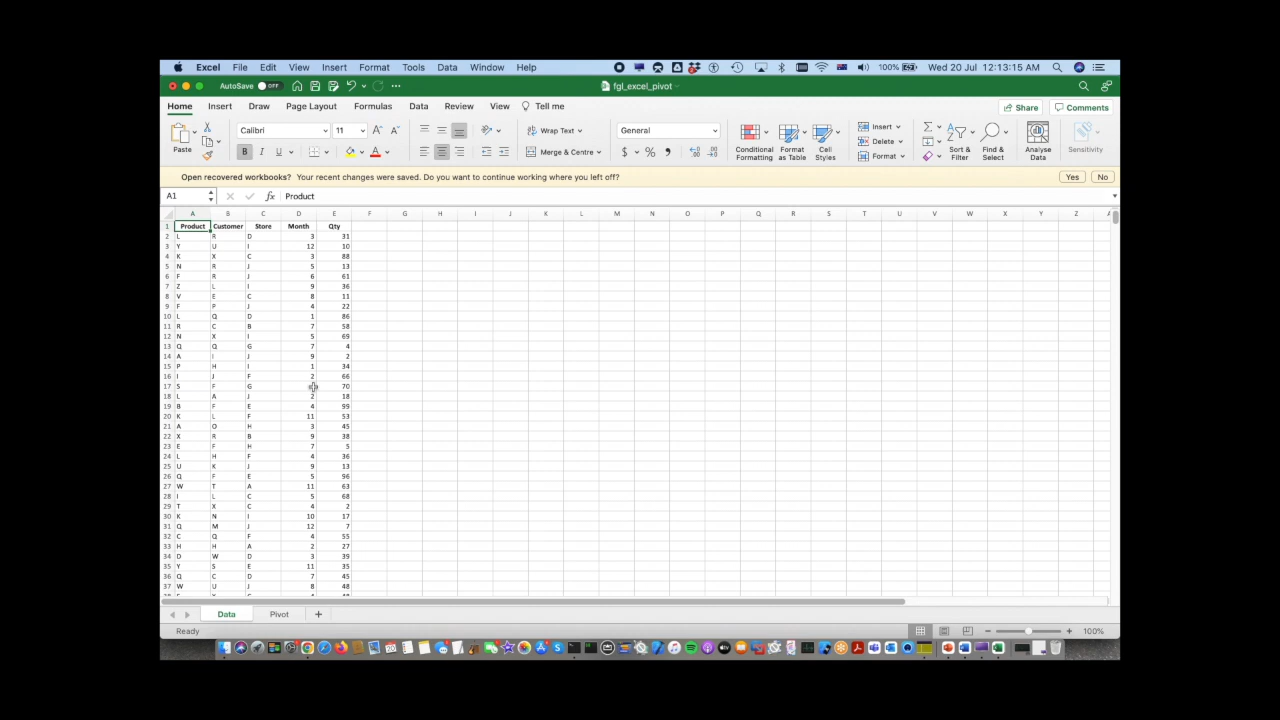 Excel File Edit View Insert Format Tools Data Window Help 100% Wed 20 Jul 12:13:15 AM
AutoSave OFF fgl_excel_pivot
Home Insert Draw Page Layout Formulas Data Review View Tell me Share Comments
Paste Calibri 11 Wrap Text General Insert
B I U A Merge & Centre $ % Delete Format
Conditional Formatting Format as Table Cell Styles Sort & Filter Find & Select Analyse Data Sensitivity
Open recovered workbooks? Your recent changes were saved. Do you want to continue working where you left off? Yes No
A1 fx Product
A B C D E F G H I J K L M N O P Q R S T U V W X Y Z
1 Product Customer Store Month Qty
2 L R D 3 31
3 Y U I 12 10
4 K X C 3 88
5 N R J 5 13
6 F R J 6 61
7 Z L I 9 36
8 V E C 8 11
9 F P J 4 22
10 L Q D 1 86
11 R C B 7 58
12 N X I 5 69
13 Q Q G 7 4
14 A I J 9 2
15 P H I 1 34
16 I J F 2 66
17 S F G 70
18 L A J 2 18
19 B F E 4 99
20 K L F 11 53
21 A O H 3 45
22 X R B 9 38
23 E F H 7 5
24 L H F 4 36
25 U K J 9 13
26 Q F E 5 96
27 W T A 11 63
28 I L C 5 68
29 T X C 4 2
30 K N I 10 17
31 Q M J 12 7
32 C Q F 4 55
33 H H A 2 27
34 D W D 3 39
35 Y S E 11 35
36 Q C D 7 45
37 W U J 8 48
Data Pivot
Ready 100%